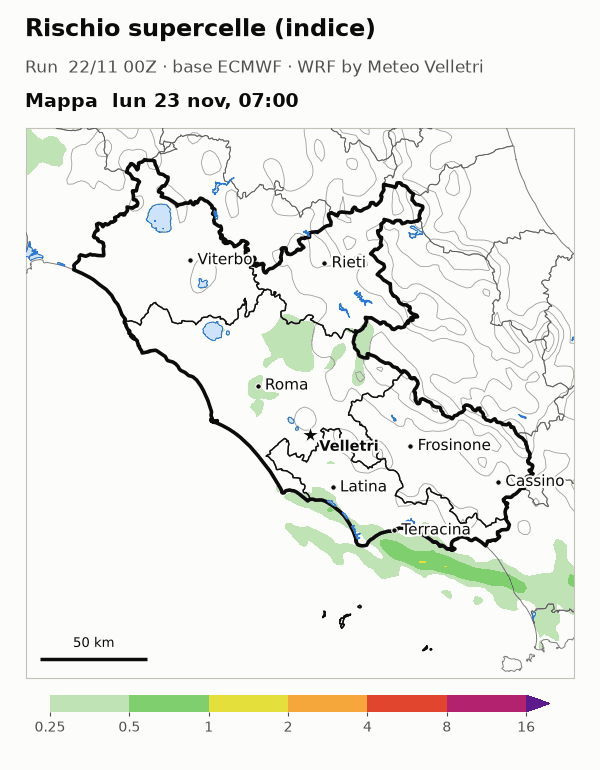 Rischio supercelle (indice)
Run  22/11 00Z · base ECMWF · WRF by Meteo Velletri
Mappa  lun 23 nov, 07:00
Viterbo
Rieti
Roma
Velletri
Frosinone
Cassino
Latina
Terracina
50 km
0.25 0.5 1 2 4 8 16